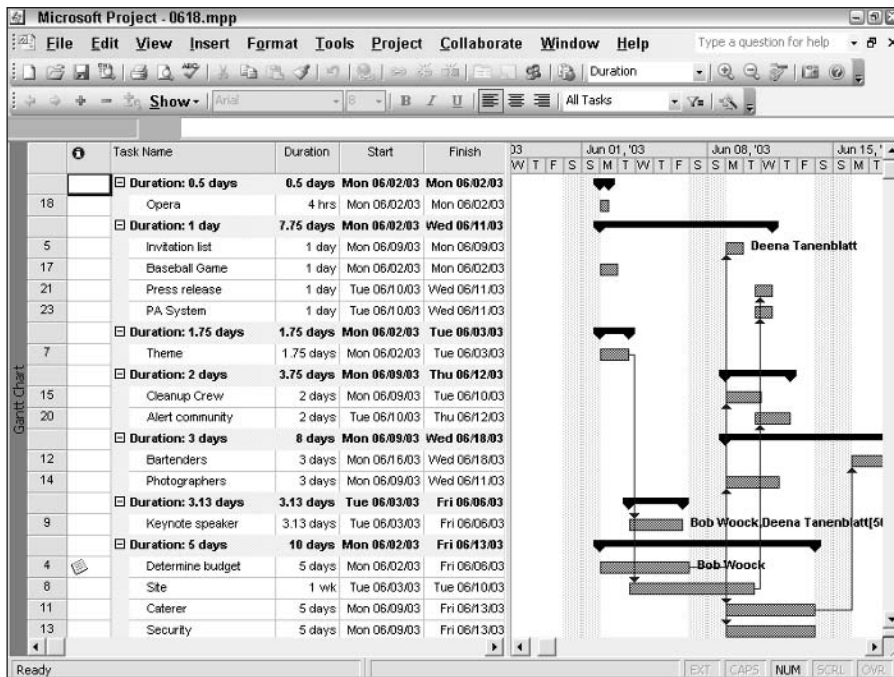 Microsoft Project - 0618.mpp
File Edit View Insert Format Tools Project Collaborate Window Help Type a question for help
Duration
Show Arial 8 B I U All Tasks
Task Name Duration Start Finish 03 Jun 01, '03 Jun 08, '03 Jun 15, '
W T F S S M T W T F S S M T W T F S S M T
Duration: 0.5 days 0.5 days Mon 06/02/03 Mon 06/02/03
18 Opera 4 hrs Mon 06/02/03 Mon 06/02/03
Duration: 1 day 7.75 days Mon 06/02/03 Wed 06/11/03
5 Invitation list 1 day Mon 06/09/03 Mon 06/09/03 Deena Tanenblatt
17 Baseball Game 1 day Mon 06/02/03 Mon 06/02/03
21 Press release 1 day Tue 06/10/03 Wed 06/11/03
23 PA System 1 day Tue 06/10/03 Wed 06/11/03
Duration: 1.75 days 1.75 days Mon 06/02/03 Tue 06/03/03
7 Theme 1.75 days Mon 06/02/03 Tue 06/03/03
Duration: 2 days 3.75 days Mon 06/09/03 Thu 06/12/03
15 Cleanup Crew 2 days Mon 06/09/03 Tue 06/10/03
20 Alert community 2 days Tue 06/10/03 Thu 06/12/03
Duration: 3 days 8 days Mon 06/09/03 Wed 06/18/03
12 Bartenders 3 days Mon 06/16/03 Wed 06/18/03
14 Photographers 3 days Mon 06/09/03 Wed 06/11/03
Duration: 3.13 days 3.13 days Tue 06/03/03 Fri 06/06/03
9 Keynote speaker 3.13 days Tue 06/03/03 Fri 06/06/03 Bob Woock,Deena Tanenblatt[5
Duration: 5 days 10 days Mon 06/02/03 Fri 06/13/03
4 Determine budget 5 days Mon 06/02/03 Fri 06/06/03 Bob Woock
8 Site 1 wk Tue 06/03/03 Tue 06/10/03
11 Caterer 5 days Mon 06/09/03 Fri 06/13/03
13 Security 5 days Mon 06/09/03 Fri 06/13/03
Gantt Chart
Ready EXT CAPS NUM SCRL OVR